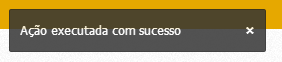 Ação executada com sucesso ×